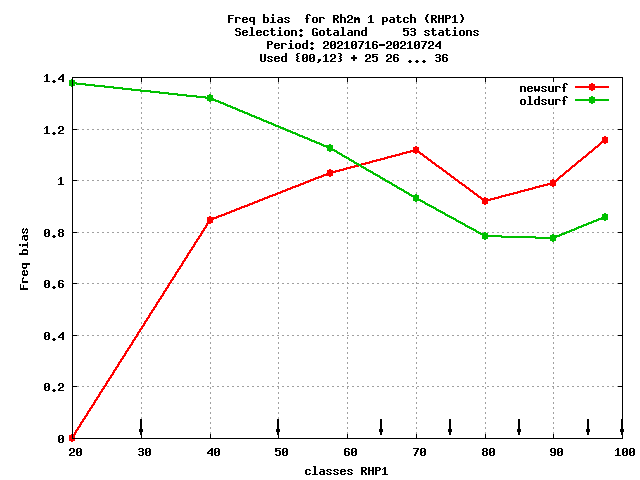 Freq bias  for Rh2m 1 patch (RHP1)
Selection: Gotaland     53 stations
Period: 20210716-20210724
Used {00,12} + 25 26 ... 36
newsurf
oldsurf
1.4
1.2
1
0.8
0.6
0.4
0.2
0
Freq bias
20 30 40 50 60 70 80 90 100
classes RHP1